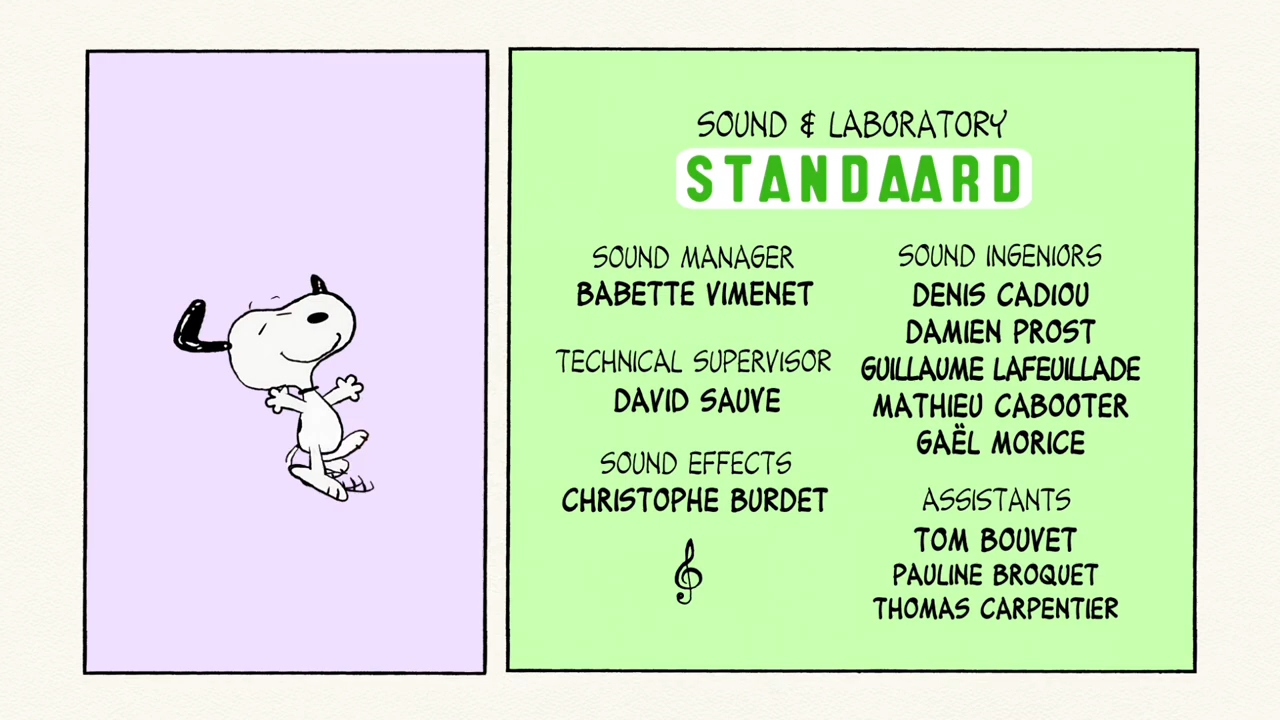 SOUND & LABORATORY
STANDAARD
SOUND MANAGER
BABETTE VIMENET
TECHNICAL SUPERVISOR
DAVID SAUVE
SOUND EFFECTS
CHRISTOPHE BURDET
SOUND INGENIORS
DENIS CADIOU
DAMIEN PROST
GUILLAUME LAFEUILLADE
MATHIEU CABOOTER
GAËL MORICE
ASSISTANTS
TOM BOUVET
PAULINE BROQUET
THOMAS CARPENTIER